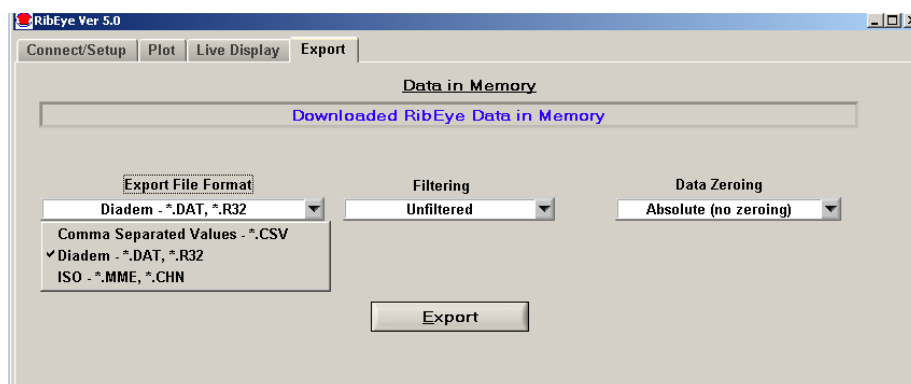 RibEye Ver 5.0
Connect/Setup Plot Live Display Export
Data in Memory
Downloaded RibEye Data in Memory
Export File Format Filtering Data Zeroing
Diadem - *.DAT, *.R32 Unfiltered Absolute (no zeroing)
Comma Separated Values - *.CSV
Diadem - *.DAT, *.R32
ISO - *.MME, *.CHN
Export